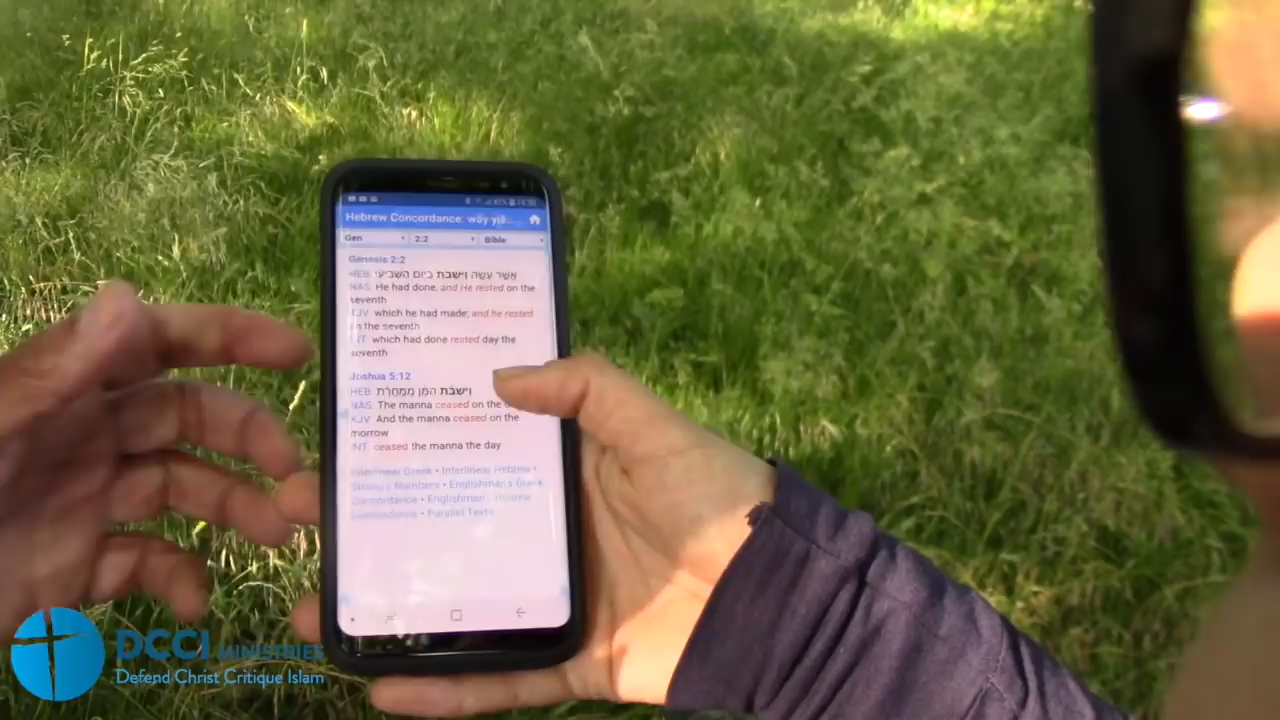 Hebrew Concordance: way·yiš...
Gen 2:2 Bible
Genesis 2:2
HEB: אֲשֶׁ֣ר עָשָׂ֑ה וַיִּשְׁבֹּת֙ בַּיּ֣וֹם הַשְּׁבִיעִ֔י
NAS: He had done, and He rested on the
seventh
KJV: which he had made; and he rested
on the seventh
INT: which had done rested day the
seventh
Joshua 5:12
HEB: וַיִּשְׁבֹּ֨ת הַמָּ֜ן מִֽמָּחֳרָ֗ת
NAS: The manna ceased on the
KJV: And the manna ceased on the
morrow
INT: ceased the manna the day
Interlinear Greek • Interlinear Hebrew •
Strong's Numbers • Englishman's Greek
Concordance • Englishman's Hebrew
Concordance • Parallel Texts
DCCI MINISTRIES
Defend Christ Critique Islam